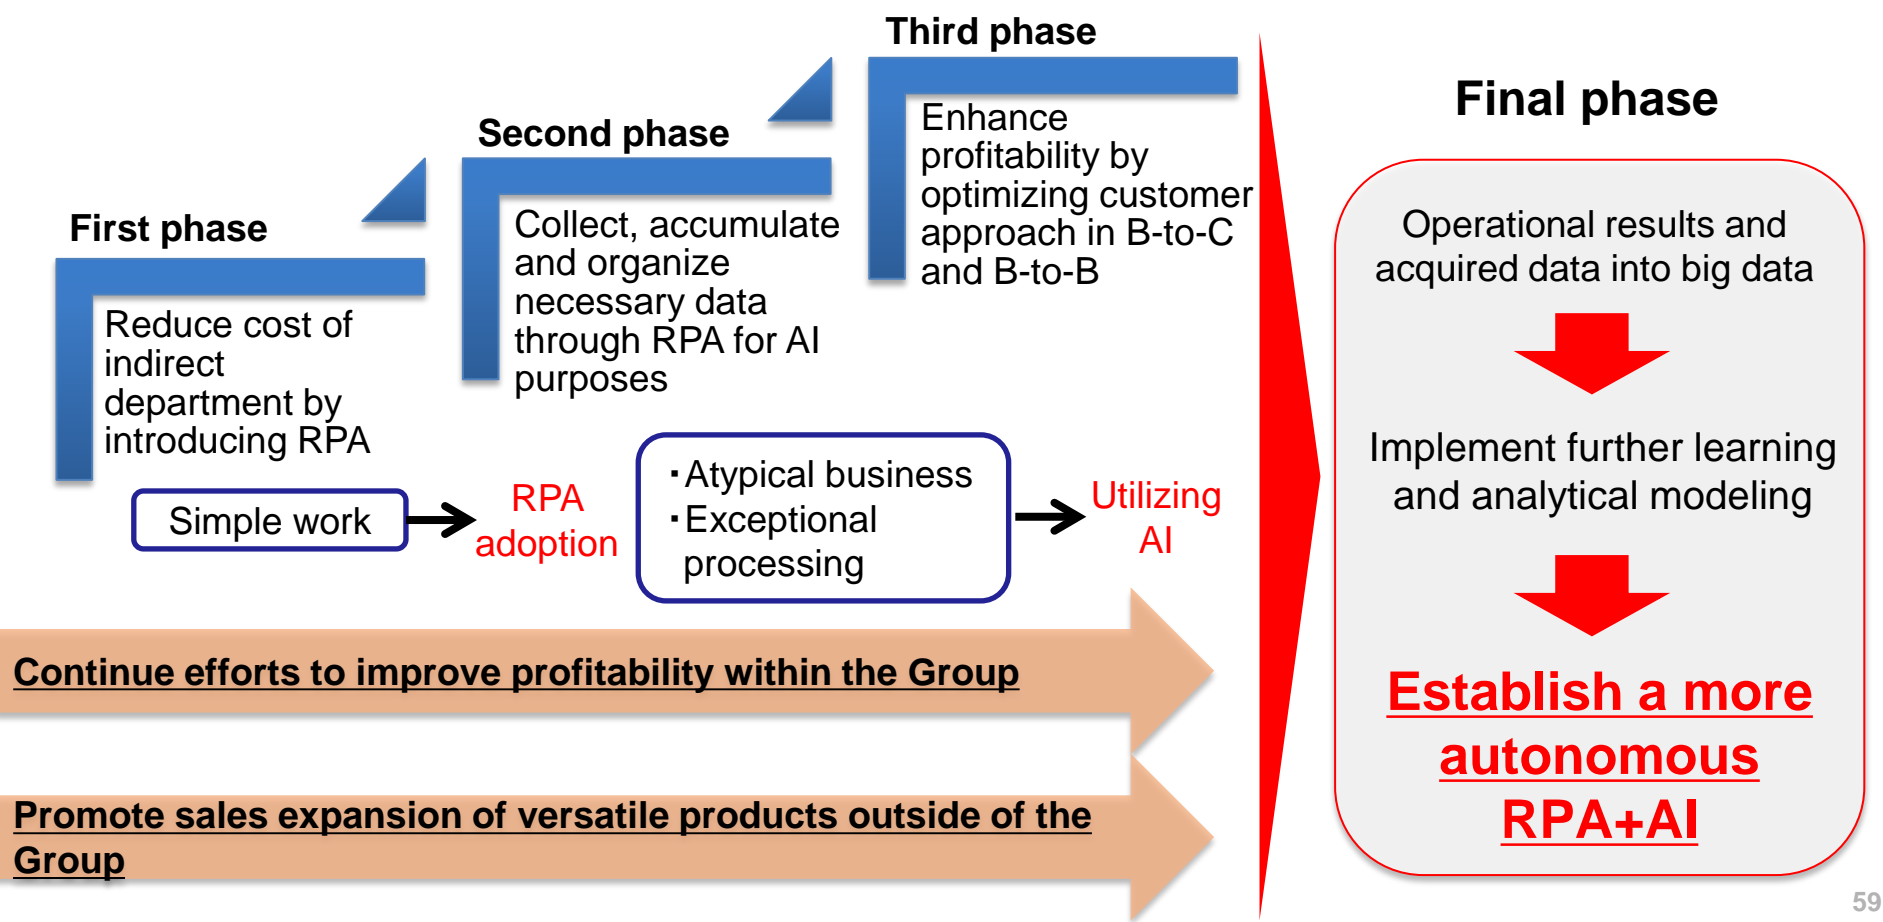 First phase
Reduce cost of
indirect
department by
introducing RPA
Second phase
Collect, accumulate
and organize
necessary data
through RPA for AI
purposes
Third phase
Enhance
profitability by
optimizing customer
approach in B-to-C
and B-to-B
Simple work
RPA
adoption
・Atypical business
・Exceptional
processing
Utilizing
AI
Continue efforts to improve profitability within the Group
Promote sales expansion of versatile products outside of the
Group
Final phase
Operational results and
acquired data into big data
Implement further learning
and analytical modeling
Establish a more
autonomous
RPA+AI
59